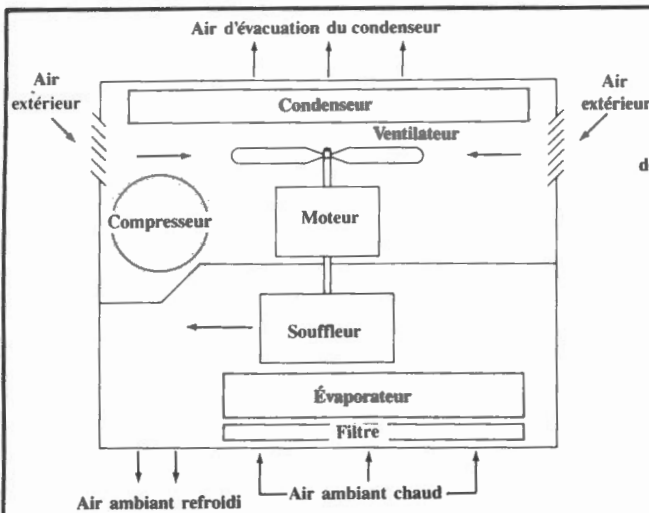 Air d'évacuation du condenseur
Air
extérieur
Air
extérieur
Condenseur
Ventilateur
Compresseur
Moteur
Souffleur
Évaporateur
Filtre
Air ambiant refroidi
Air ambiant chaud